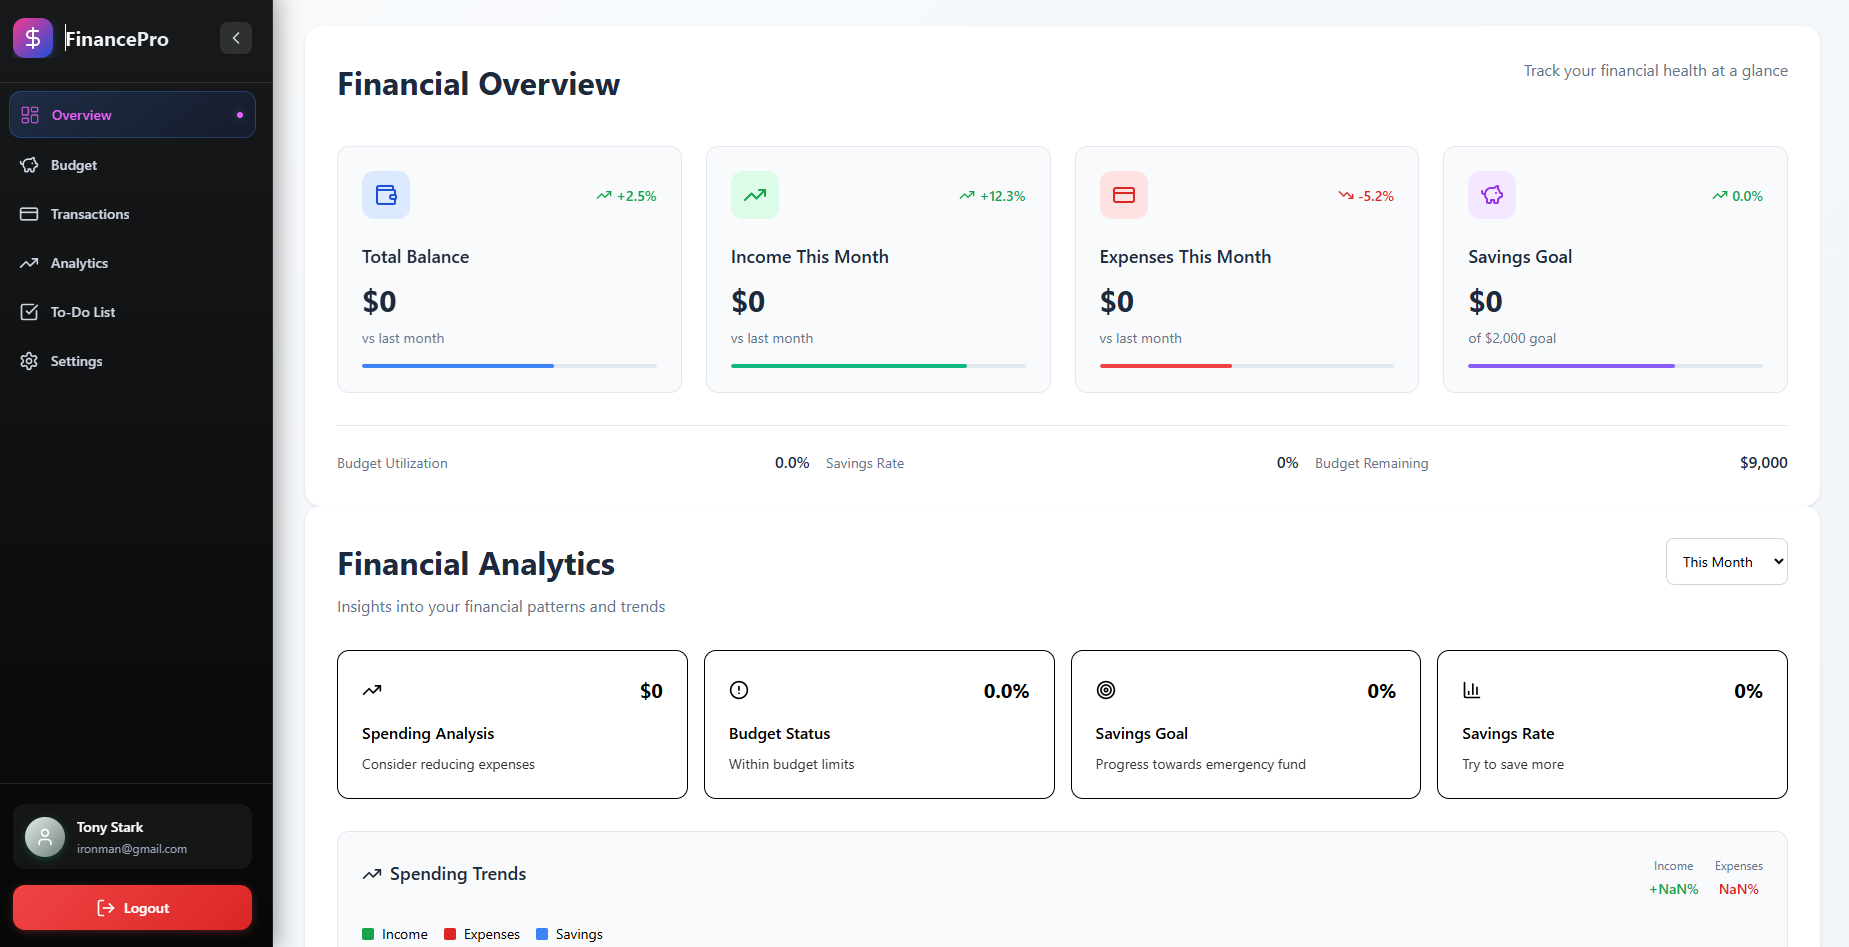 FinancePro
Overview
Budget
Transactions
Analytics
To-Do List
Settings
Tony Stark
ironman@gmail.com
Logout
Financial Overview
Track your financial health at a glance
+2.5%
Total Balance
$0
vs last month
+12.3%
Income This Month
$0
vs last month
-5.2%
Expenses This Month
$0
vs last month
0.0%
Savings Goal
$0
of $2,000 goal
Budget Utilization 0.0%
Savings Rate 0%
Budget Remaining $9,000
Financial Analytics
This Month
Insights into your financial patterns and trends
$0
Spending Analysis
Consider reducing expenses
0.0%
Budget Status
Within budget limits
0%
Savings Goal
Progress towards emergency fund
0%
Savings Rate
Try to save more
Spending Trends
Income Expenses
+NaN% NaN%
Income Expenses Savings